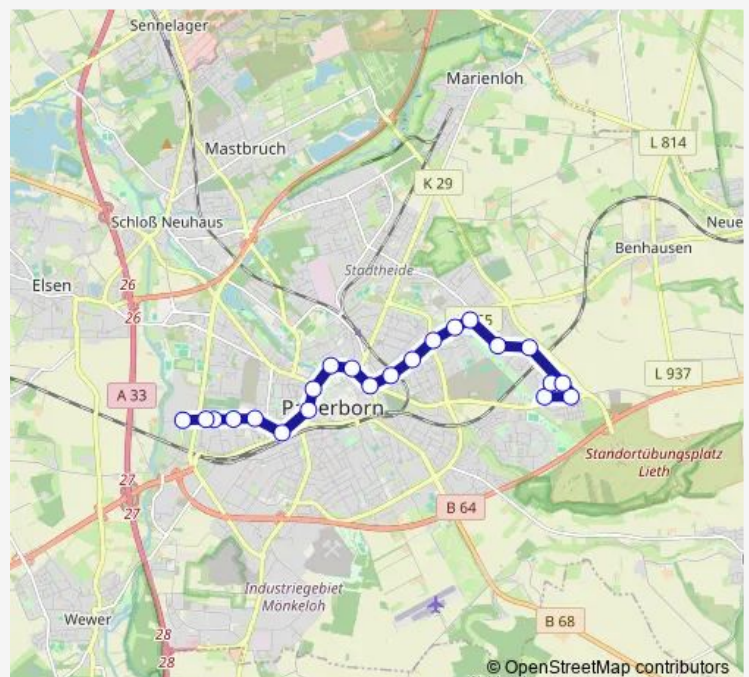 Sennelager
Marienloh
Mastbruch
L 814
K 29
Schloß Neuhaus
Neue
Benhausen
Stadtheide
Elsen
26
26
L 937
A 33
Paderborn
Standortübungsplatz
Lieth
27
27
B 64
Industriegebiet
Mönkeloh
Wewer
B 68
28
28
© OpenStreetMap contributors